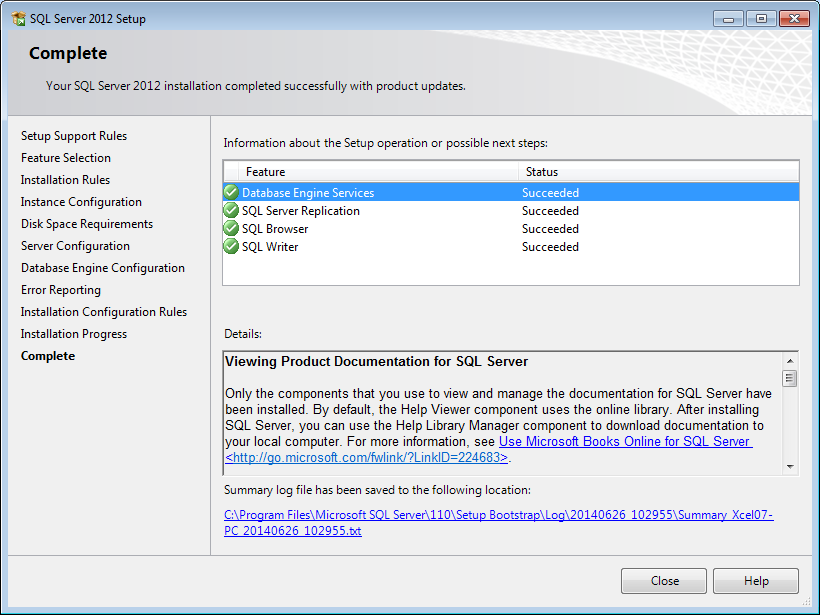 SQL Server 2012 Setup
Complete
Your SQL Server 2012 installation completed successfully with product updates.
Setup Support Rules
Feature Selection
Installation Rules
Instance Configuration
Disk Space Requirements
Server Configuration
Database Engine Configuration
Error Reporting
Installation Configuration Rules
Installation Progress
Complete
Information about the Setup operation or possible next steps:
Feature Status
Database Engine Services Succeeded
SQL Server Replication Succeeded
SQL Browser Succeeded
SQL Writer Succeeded
Details:
Viewing Product Documentation for SQL Server
Only the components that you use to view and manage the documentation for SQL Server have
been installed. By default, the Help Viewer component uses the online library. After installing
SQL Server, you can use the Help Library Manager component to download documentation to
your local computer. For more information, see Use Microsoft Books Online for SQL Server
<http://go.microsoft.com/fwlink/?LinkID=224683>.
Summary log file has been saved to the following location:
C:\Program Files\Microsoft SQL Server\110\Setup Bootstrap\Log\20140626_102955\Summary_Xcel07-
PC_20140626_102955.txt
Close Help